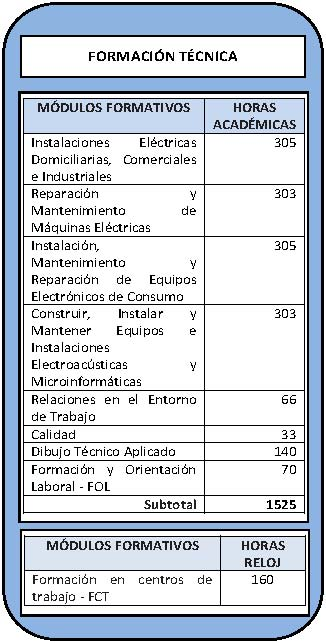 FORMACIÓN TÉCNICA
MÓDULOS FORMATIVOS HORAS
ACADÉMICAS
Instalaciones Eléctricas 305
Domiciliarias, Comerciales
e Industriales
Reparación y 303
Mantenimiento de
Máquinas Eléctricas
Instalación, 305
Mantenimiento y
Reparación de Equipos
Electrónicos de Consumo
Construir, Instalar y 303
Mantener Equipos e
Instalaciones
Electroacústicas y
Microinformáticas
Relaciones en el Entorno 66
de Trabajo
Calidad 33
Dibujo Técnico Aplicado 140
Formación y Orientación 70
Laboral - FOL
Subtotal 1525
MÓDULOS FORMATIVOS HORAS
RELOJ
Formación en centros de 160
trabajo - FCT